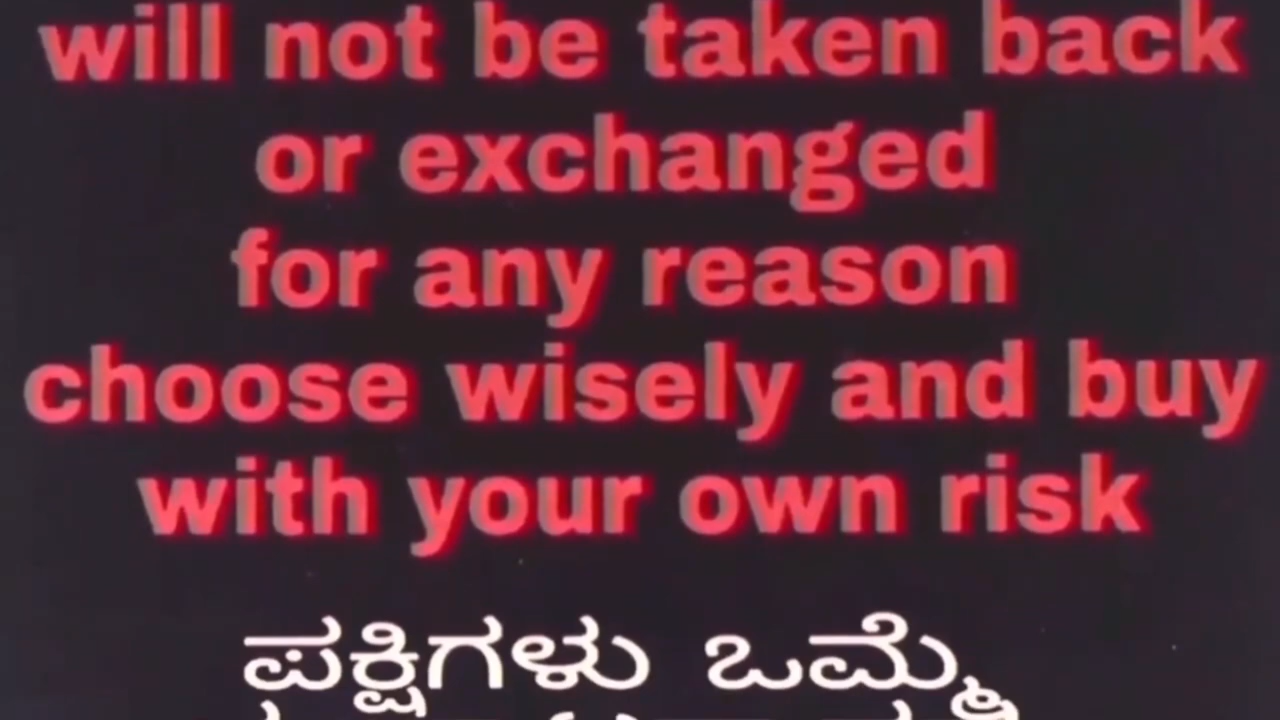 will not be taken back
or exchanged
for any reason
choose wisely and buy
with your own risk
ಪಕ್ಷಿಗಳು ಒಮ್ಮೆ